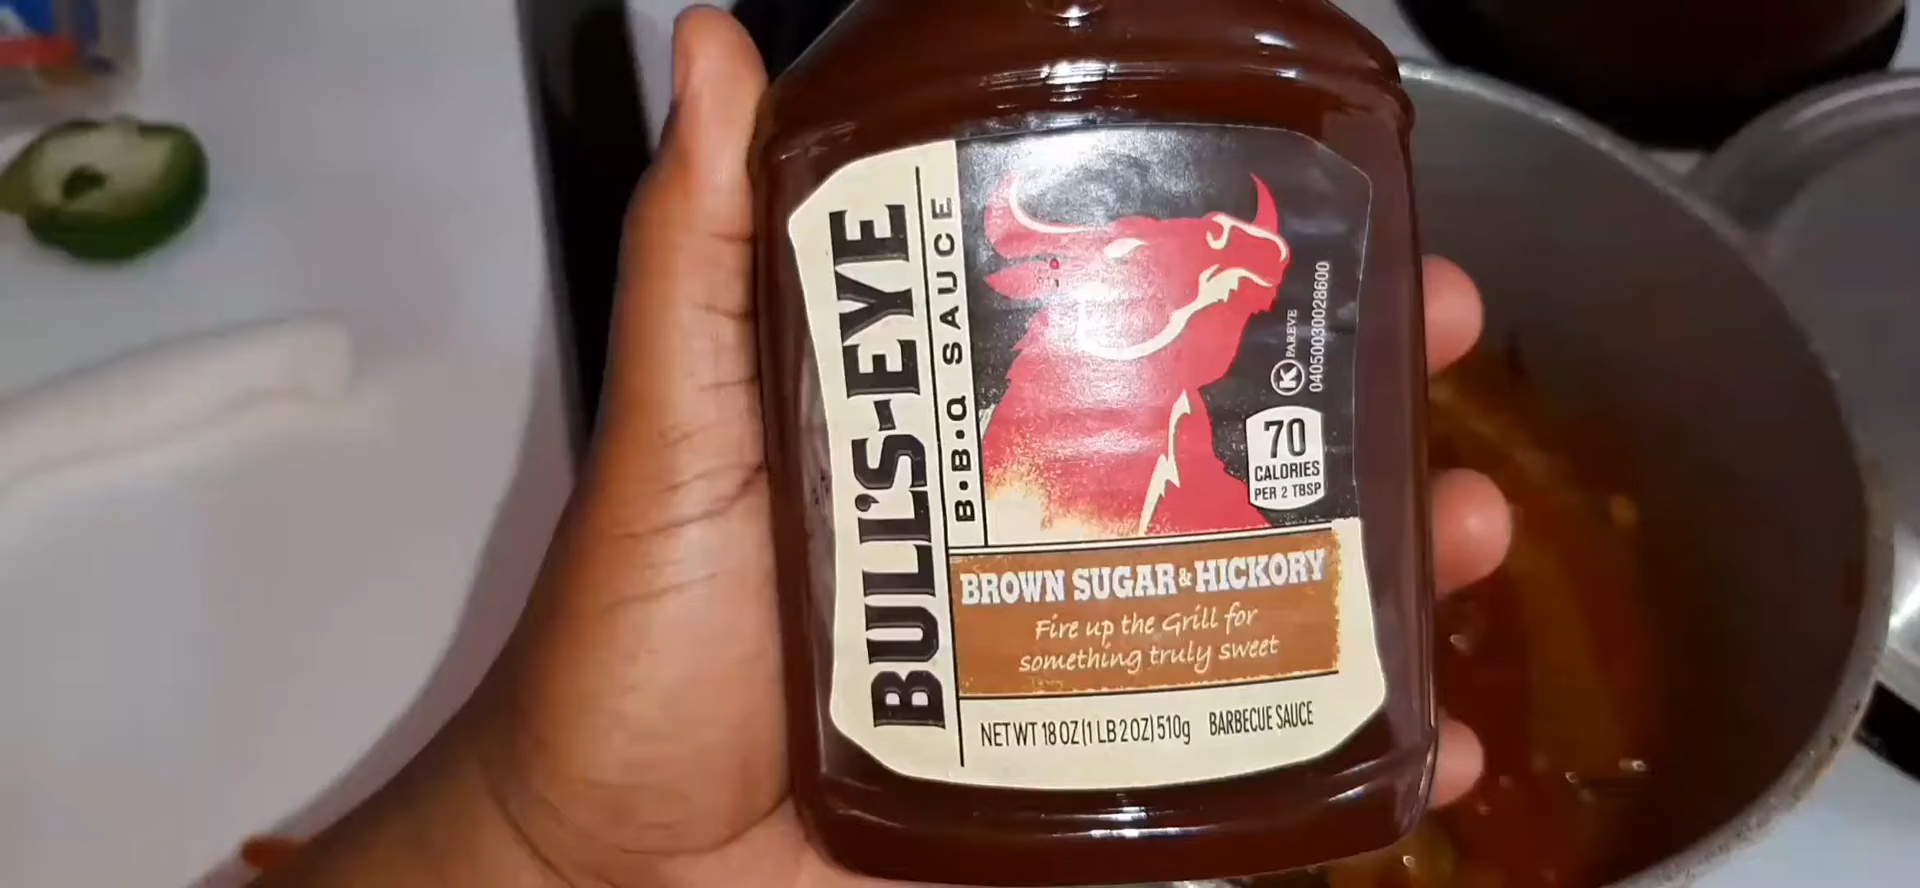 BULL'S-EYE
B•B•Q SAUCE
K PAREVE
04050030028600
70
CALORIES
PER 2 TBSP
BROWN SUGAR & HICKORY
Fire up the Grill for
something truly sweet
NET WT 18 OZ (1 LB 2 OZ) 510g BARBECUE SAUCE